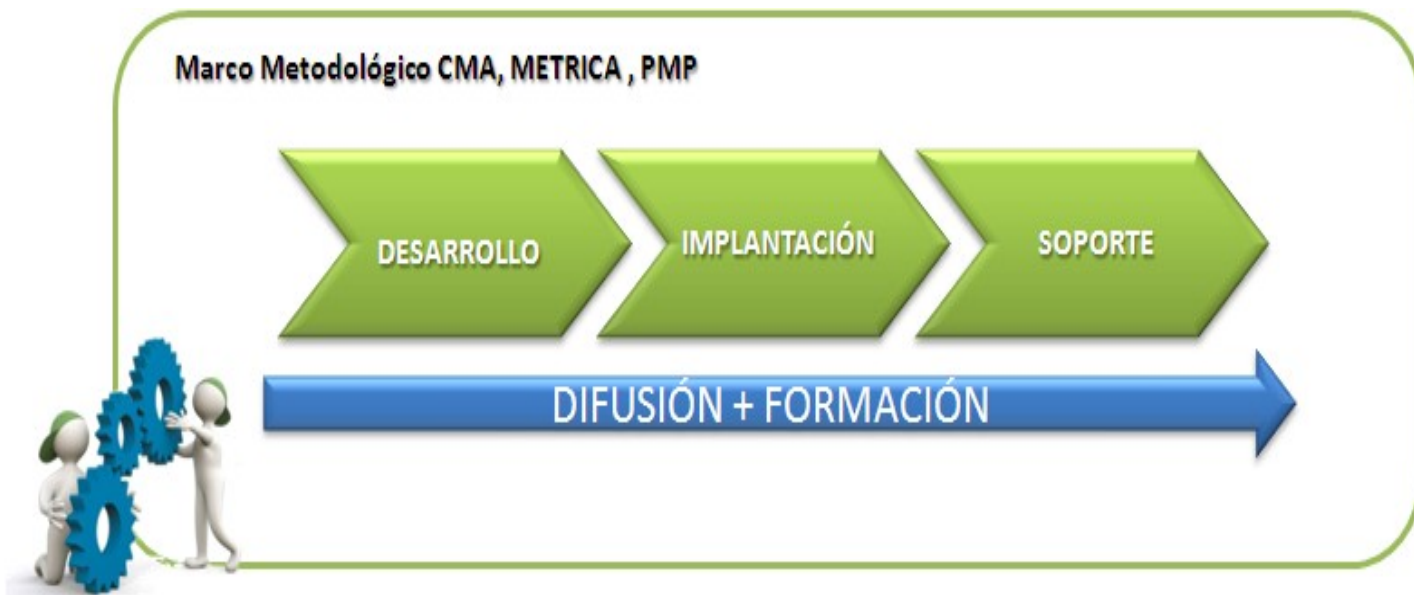 Marco Metodológico CMA, METRICA , PMP
DESARROLLO
IMPLANTACIÓN
SOPORTE
DIFUSIÓN + FORMACIÓN